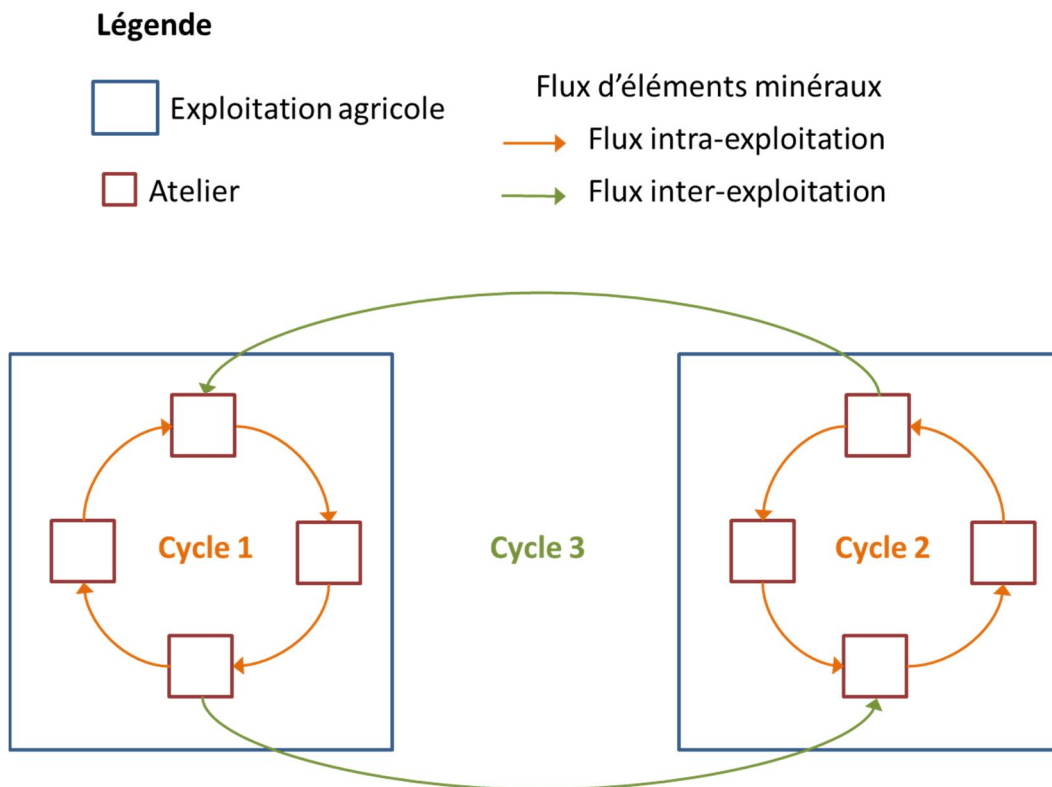 Légende
Exploitation agricole
Atelier
Flux d’éléments minéraux
Flux intra-exploitation
Flux inter-exploitation
Cycle 1
Cycle 3
Cycle 2